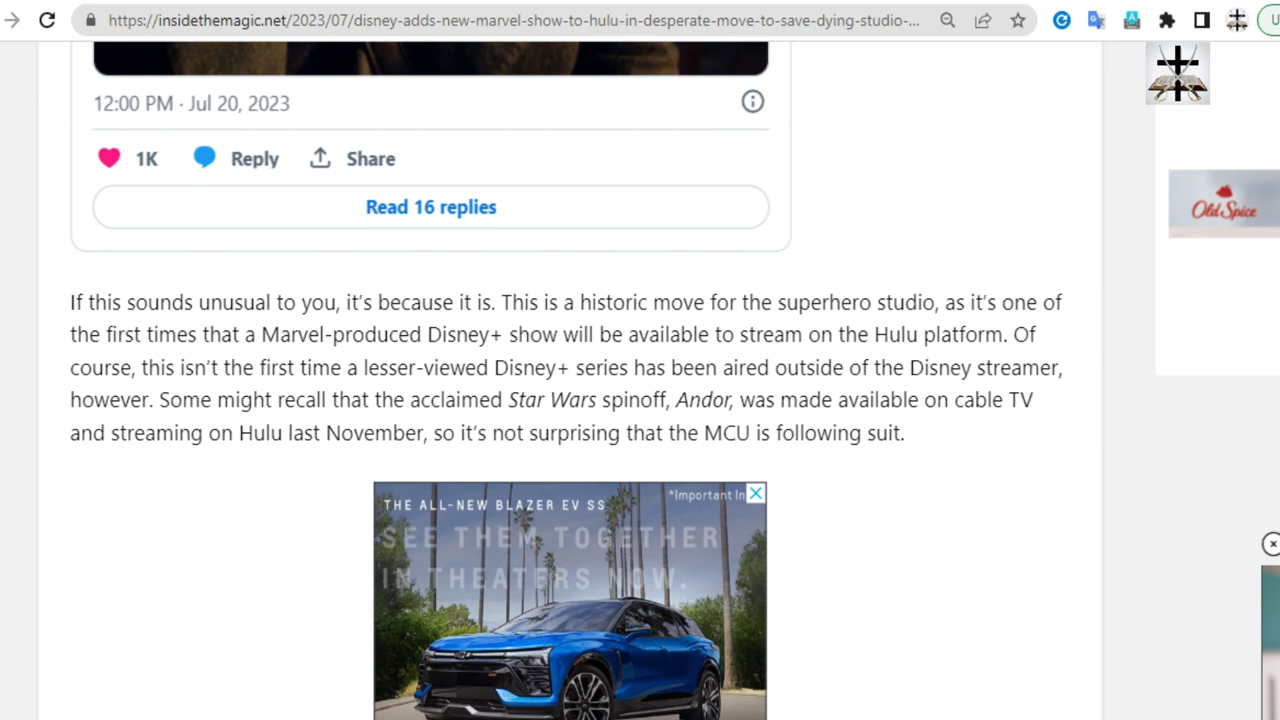 https://insidethemagic.net/2023/07/disney-adds-new-marvel-show-to-hulu-in-desperate-move-to-save-dying-studio-...
12:00 PM · Jul 20, 2023
1K Reply Share
Read 16 replies
Old Spice
If this sounds unusual to you, it’s because it is. This is a historic move for the superhero studio, as it’s one of
the first times that a Marvel-produced Disney+ show will be available to stream on the Hulu platform. Of
course, this isn’t the first time a lesser-viewed Disney+ series has been aired outside of the Disney streamer,
however. Some might recall that the acclaimed Star Wars spinoff, Andor, was made available on cable TV
and streaming on Hulu last November, so it’s not surprising that the MCU is following suit.
*Important In
THE ALL-NEW BLAZER EV SS
SEE THEM TOGETHER
IN THEATERS NOW.